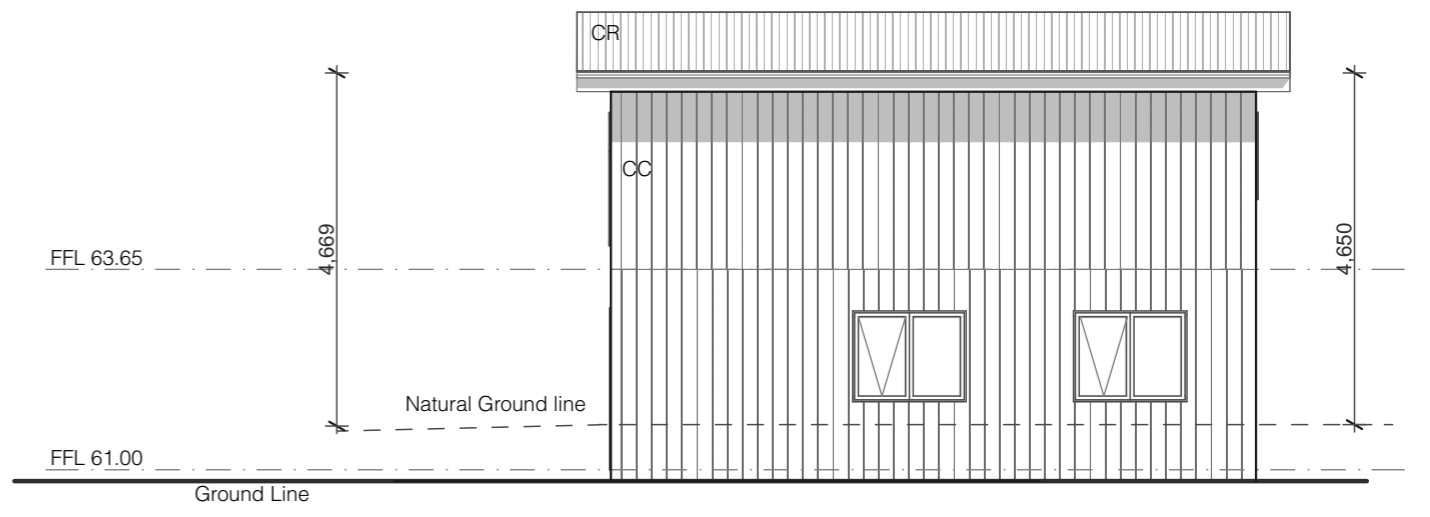 CR
CC
4,669
4,650
FFL 63.65
Natural Ground line
FFL 61.00
Ground Line